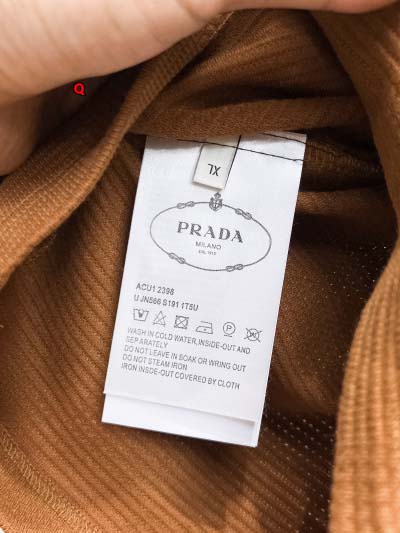 Q
XL
PRADA
MILANO
DAL 1913
ACU1 2398
UJN566 S191 1T5U
P
WASH IN COLD WATER, INSIDE-OUT AND
SEPARATELY
DO NOT LEAVE IN SOAK OR WRING OUT
DO NOT STEAM IRON
IRON INSIDE-OUT COVERED BY CLOTH